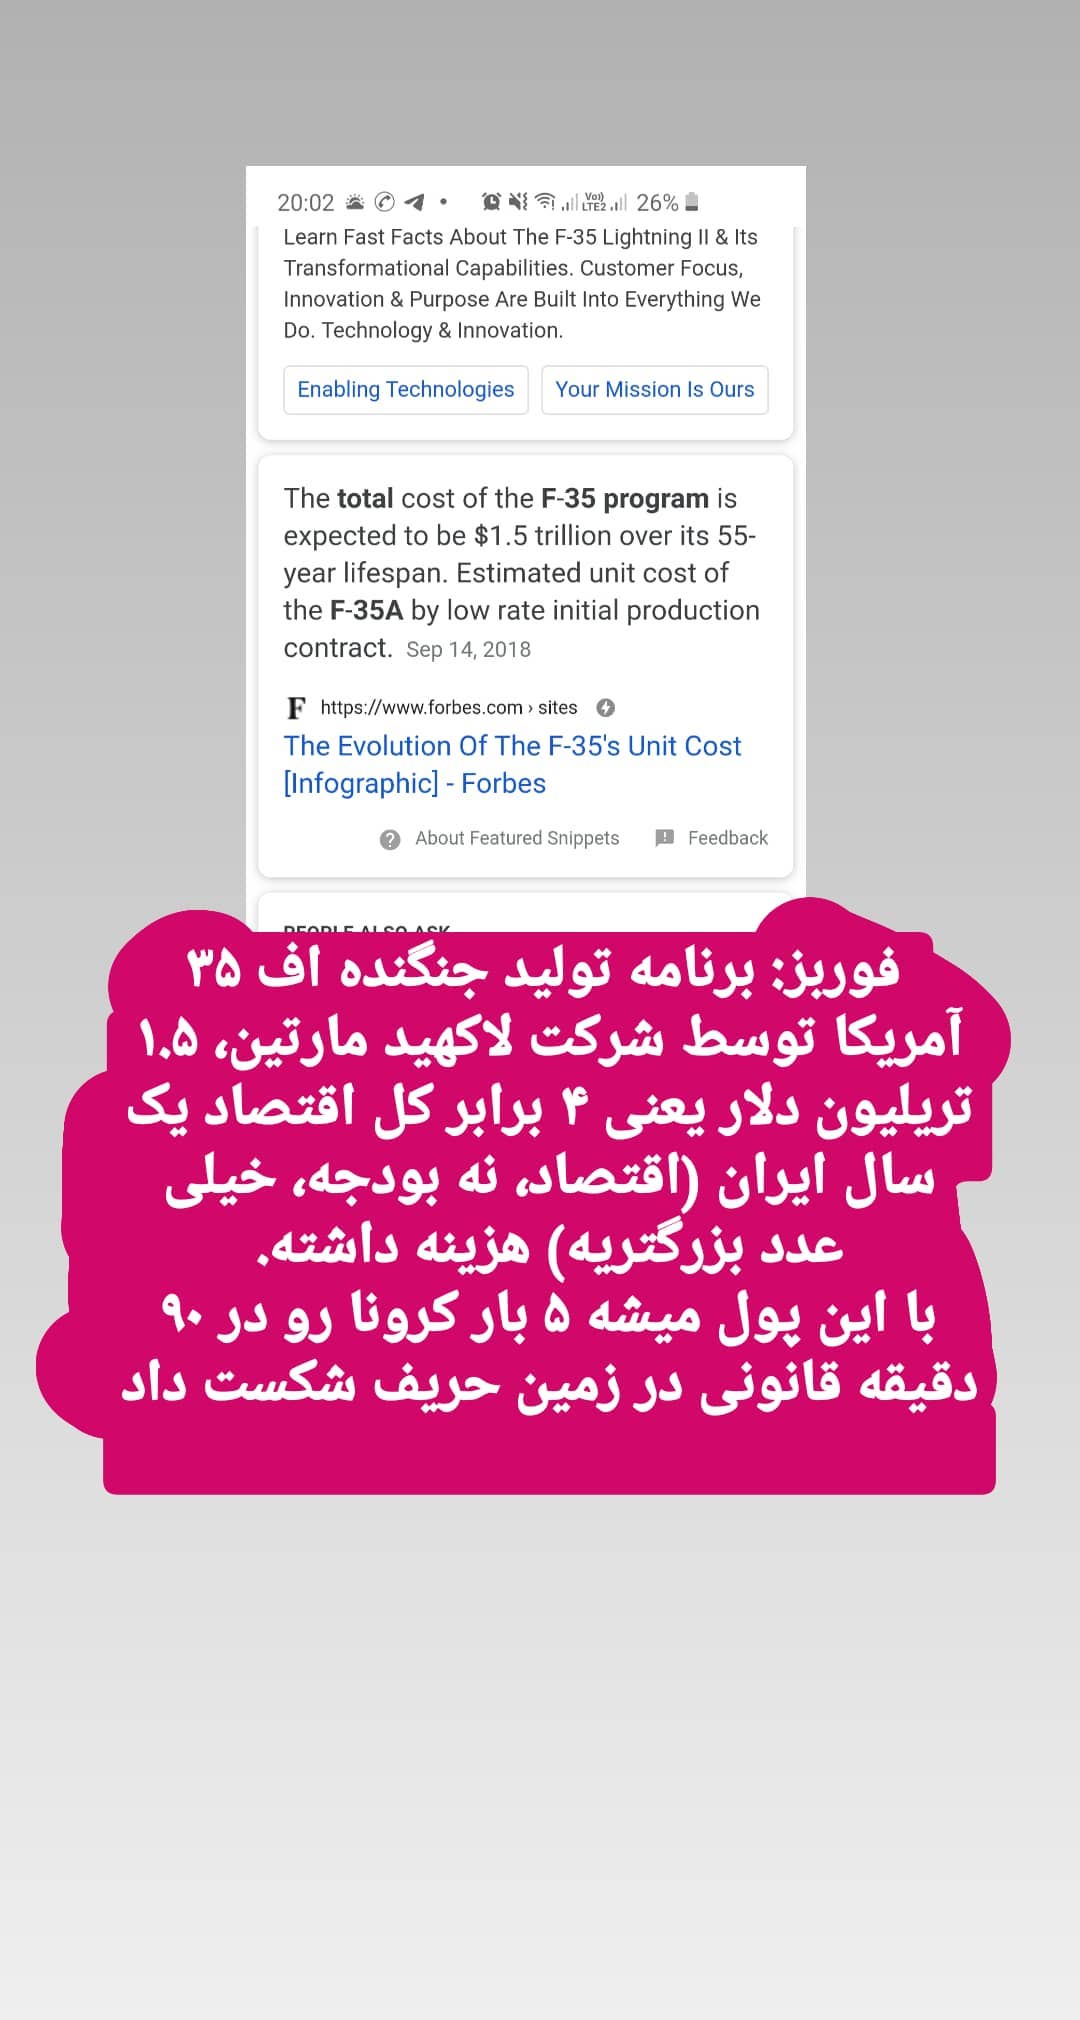 20:02 LTE2 26%
Learn Fast Facts About The F-35 Lightning II & Its
Transformational Capabilities. Customer Focus,
Innovation & Purpose Are Built Into Everything We
Do. Technology & Innovation.
Enabling Technologies Your Mission Is Ours
The total cost of the F-35 program is
expected to be $1.5 trillion over its 55-
year lifespan. Estimated unit cost of
the F-35A by low rate initial production
contract. Sep 14, 2018
F https://www.forbes.com › sites
The Evolution Of The F-35's Unit Cost
[Infographic] - Forbes
About Featured Snippets Feedback
PEOPLE ALSO ASK
فوربز: برنامه تولید جنگنده اف ۳۵
آمریکا توسط شرکت لاکهید مارتین، ۱.۵
تریلیون دلار یعنی ۴ برابر کل اقتصاد یک
سال ایران (اقتصاد، نه بودجه، خیلی
عدد بزرگتریه) هزینه داشته.
با این پول میشه ۵ بار کرونا رو در ۹۰
دقیقه قانونی در زمین حریف شکست داد